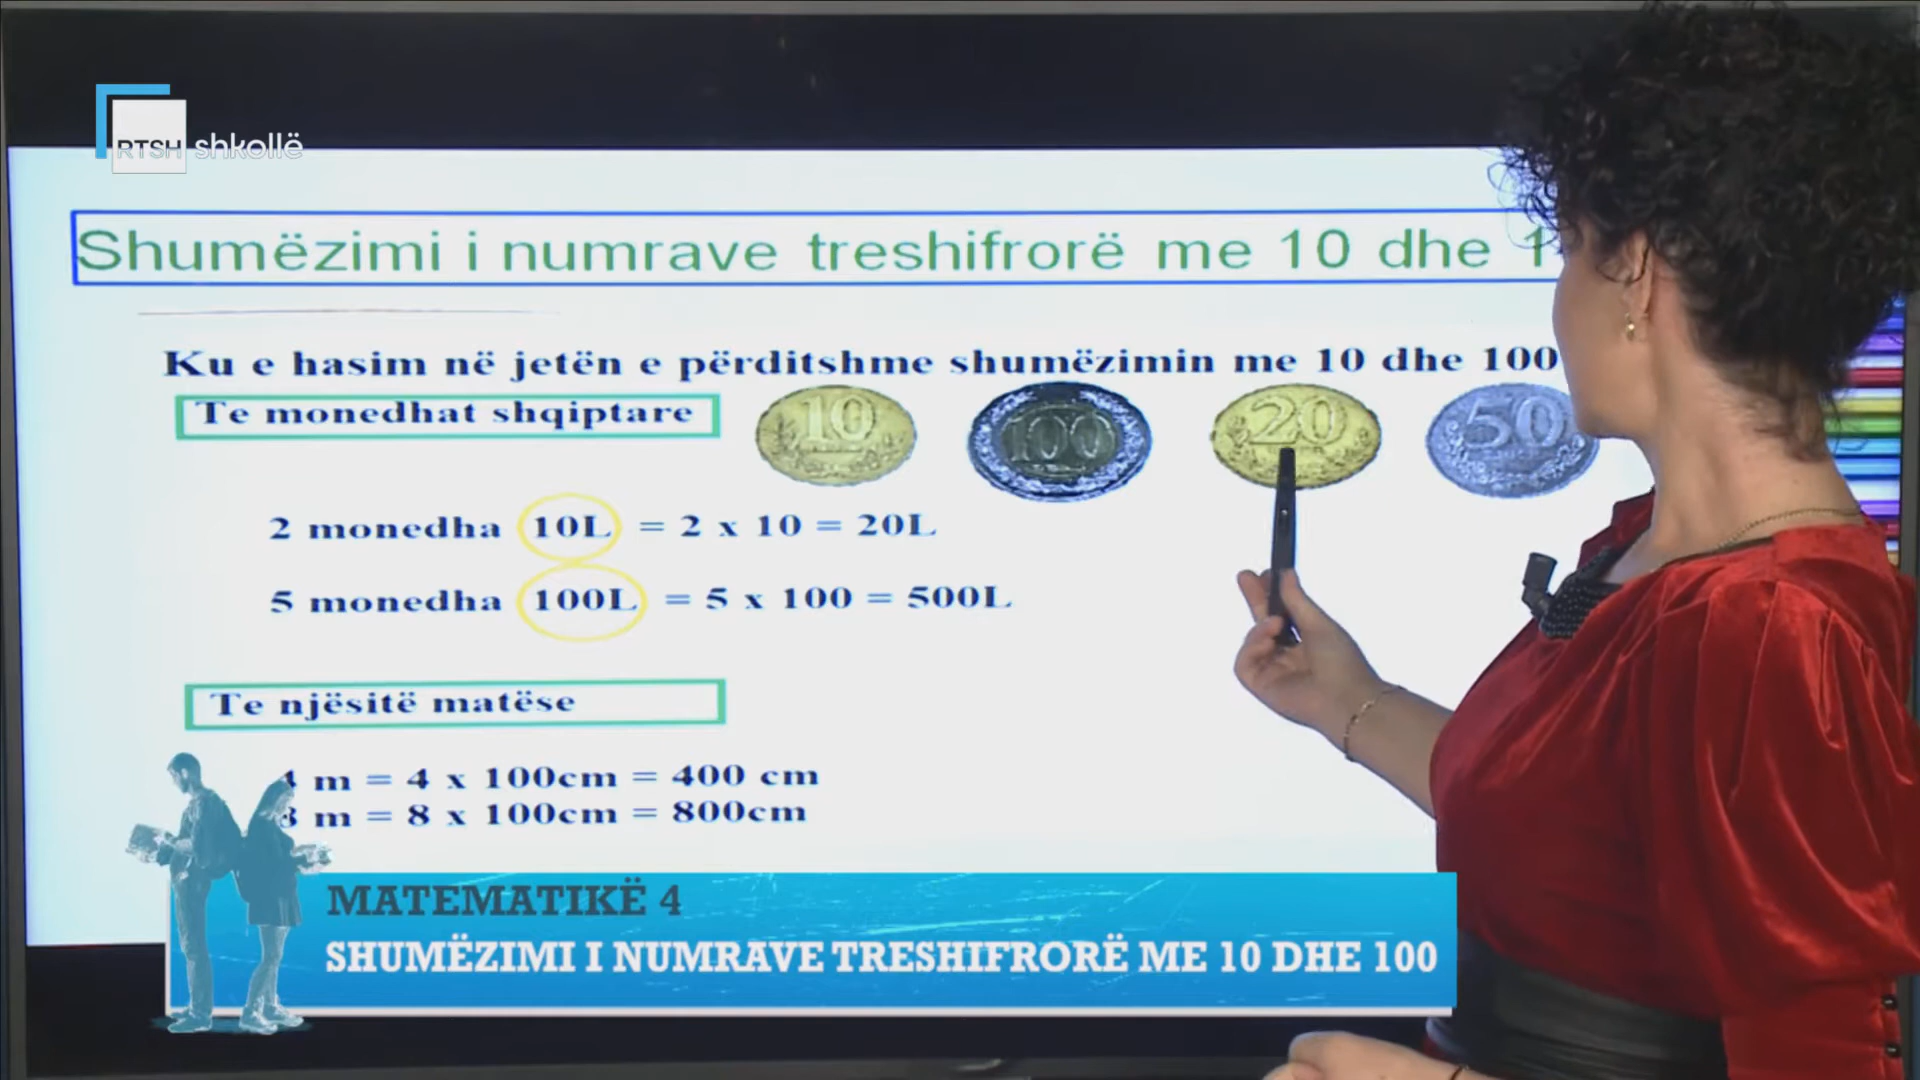 RTSH shkollë
Shumëzimi i numrave treshifrorë me 10 dhe
Ku e hasim në jetën e përditshme shumëzimin me 10 dhe 100
Te monedhat shqiptare
10 100 20 50
2 monedha 10L = 2 x 10 = 20L
5 monedha 100L = 5 x 100 = 500L
Te njësitë matëse
4 m = 4 x 100cm = 400 cm
8 m = 8 x 100cm = 800cm
MATEMATIKË 4
SHUMËZIMI I NUMRAVE TRESHIFRORË ME 10 DHE 100